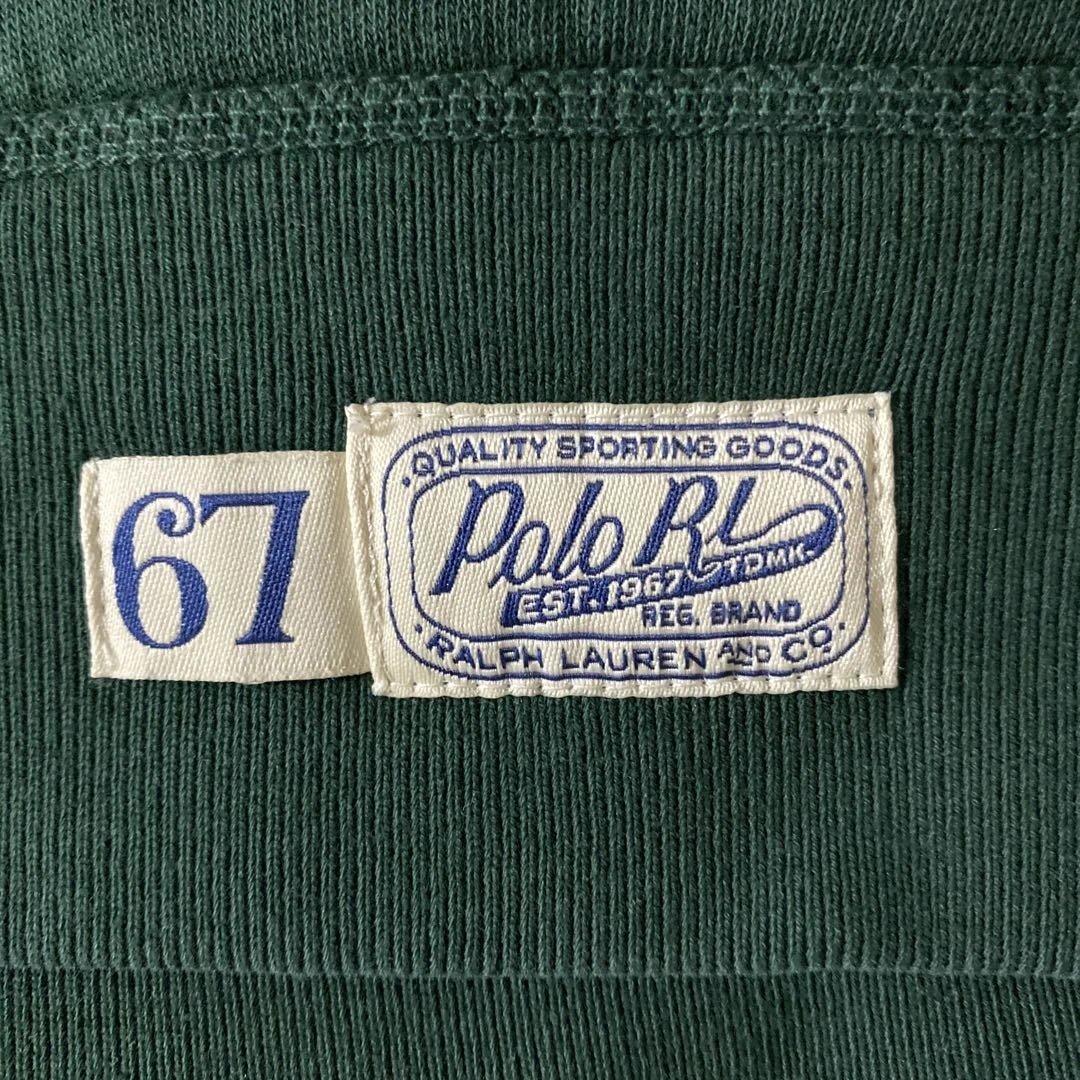 67
·QUALITY SPORTING GOODS·
Polo RL
EST. 1967 TDMK.
REG. BRAND
·RALPH LAUREN AND CO.·